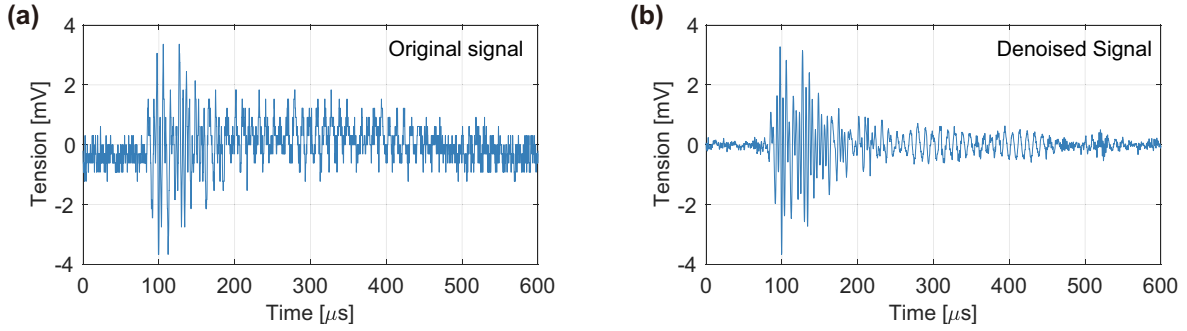 (a)
Original signal
Tension [mV]
4
2
0
-2
-4
0 100 200 300 400 500 600
Time [μs]
(b)
Denoised Signal
Tension [mV]
4
2
0
-2
-4
0 100 200 300 400 500 600
Time [μs]